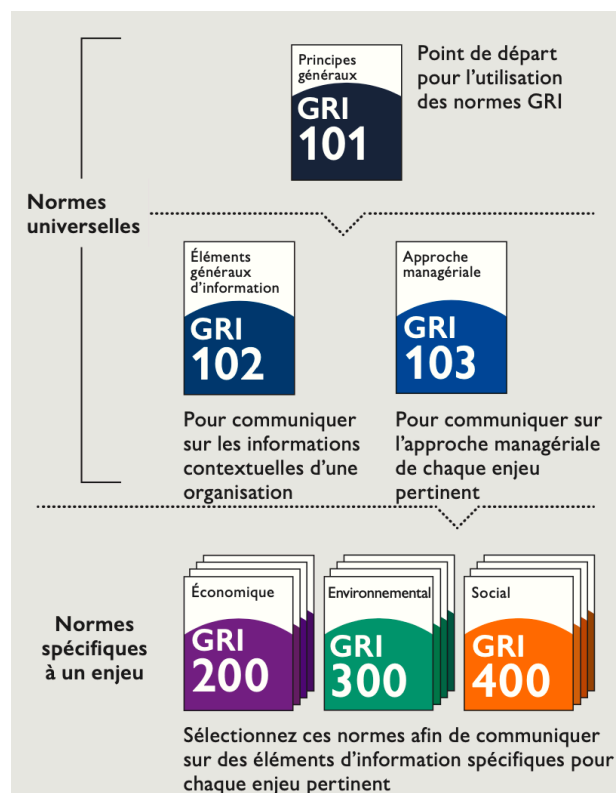 Principes
généraux
GRI
101
Point de départ
pour l’utilisation
des normes GRI
Normes
universelles
Éléments
généraux
d’information
GRI
102
Approche
managériale
GRI
103
Pour communiquer
sur les informations
contextuelles d’une
organisation
Pour communiquer sur
l’approche managériale
de chaque enjeu
pertinent
Normes
spécifiques
à un enjeu
Économique
GRI
200
Environnemental
GRI
300
Social
GRI
400
Sélectionnez ces normes afin de communiquer
sur des éléments d’information spécifiques pour
chaque enjeu pertinent